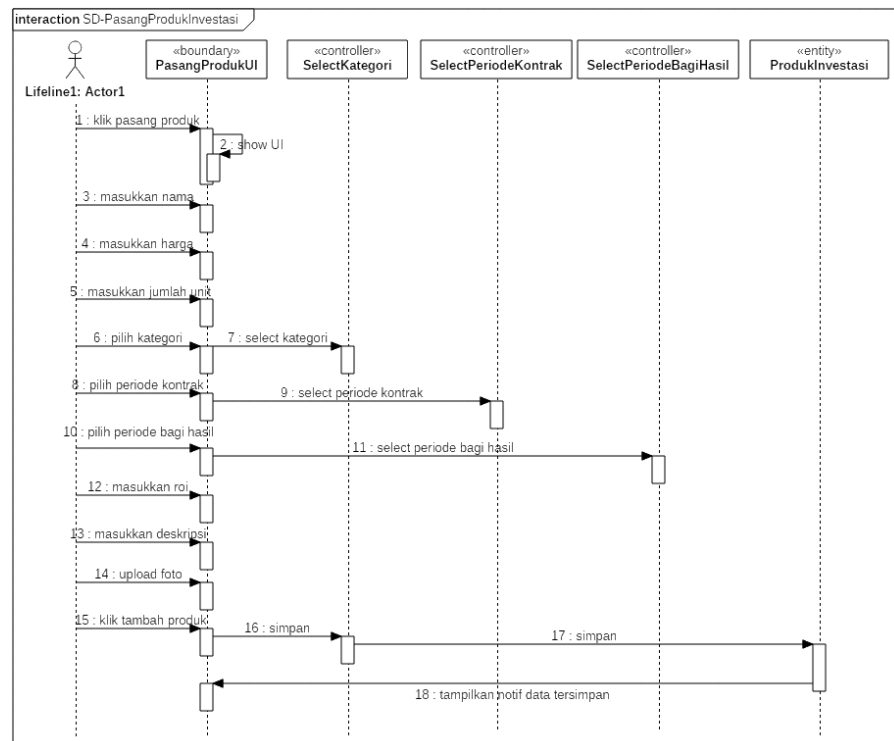 interaction SD-PasangProdukInvestasi
«boundary»
PasangProdukUI
«controller»
SelectKategori
«controller»
SelectPeriodeKontrak
«controller»
SelectPeriodeBagiHasil
«entity»
ProdukInvestasi
Lifeline1: Actor1
1 : klik pasang produk
2 : show UI
3 : masukkan nama
4 : masukkan harga
5 : masukkan jumlah unit
6 : pilih kategori
7 : select kategori
8 : pilih periode kontrak
9 : select periode kontrak
10 : pilih periode bagi hasil
11 : select periode bagi hasil
12 : masukkan roi
13 : masukkan deskripsi
14 : upload foto
15 : klik tambah produk
16 : simpan
17 : simpan
18 : tampilkan notif data tersimpan